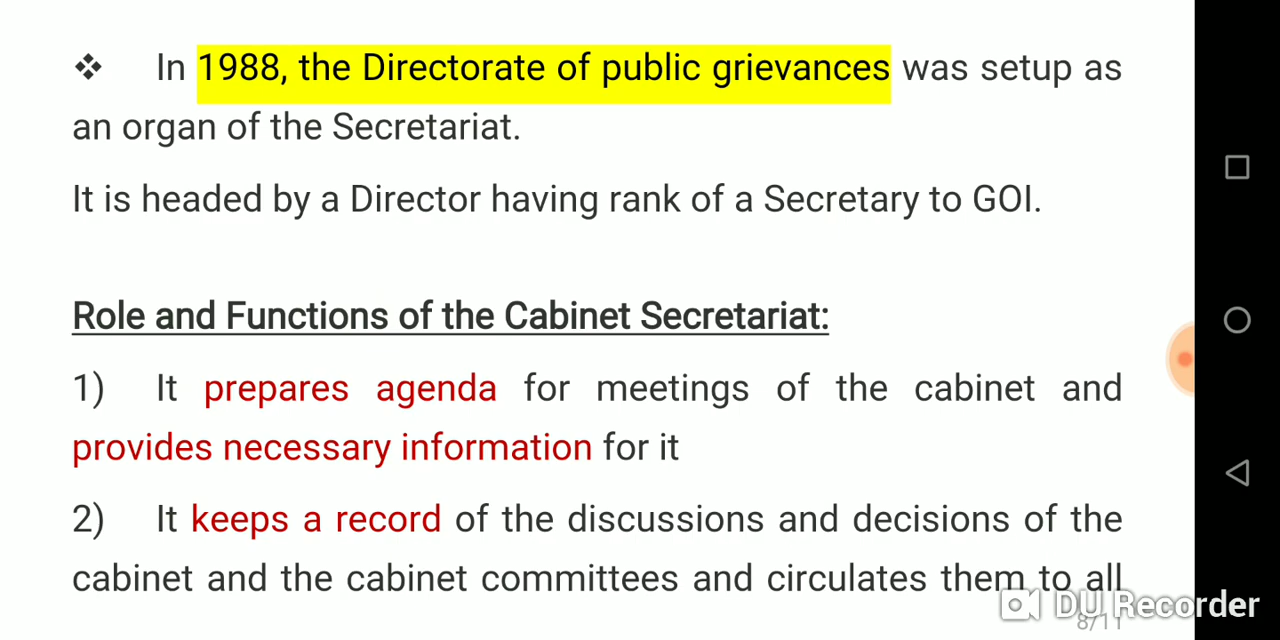 ❖ In 1988, the Directorate of public grievances was setup as
an organ of the Secretariat.
It is headed by a Director having rank of a Secretary to GOI.
Role and Functions of the Cabinet Secretariat:
1) It prepares agenda for meetings of the cabinet and
provides necessary information for it
2) It keeps a record of the discussions and decisions of the
cabinet and the cabinet committees and circulates them to all
DU Recorder
8/11